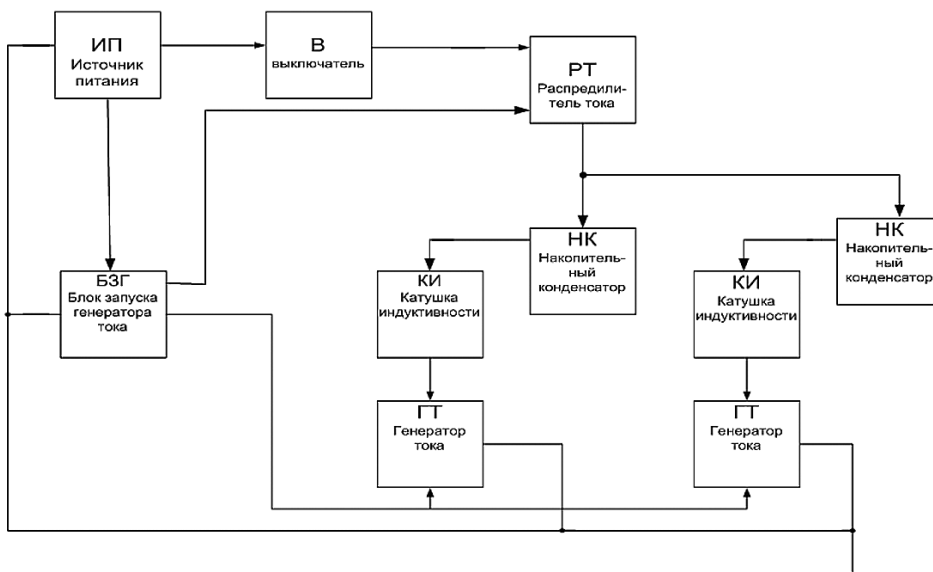 ИП
Источник
питания
В
выключатель
РТ
Распредили-
тель тока
НК
Накопитель-
ный
конденсатор
НК
Накопитель-
ный
конденсатор
БЗГ
Блок запуска
генератора
тока
КИ
Катушка
индуктивности
КИ
Катушка
индуктивности
ГТ
Генератор
тока
ГТ
Генератор
тока